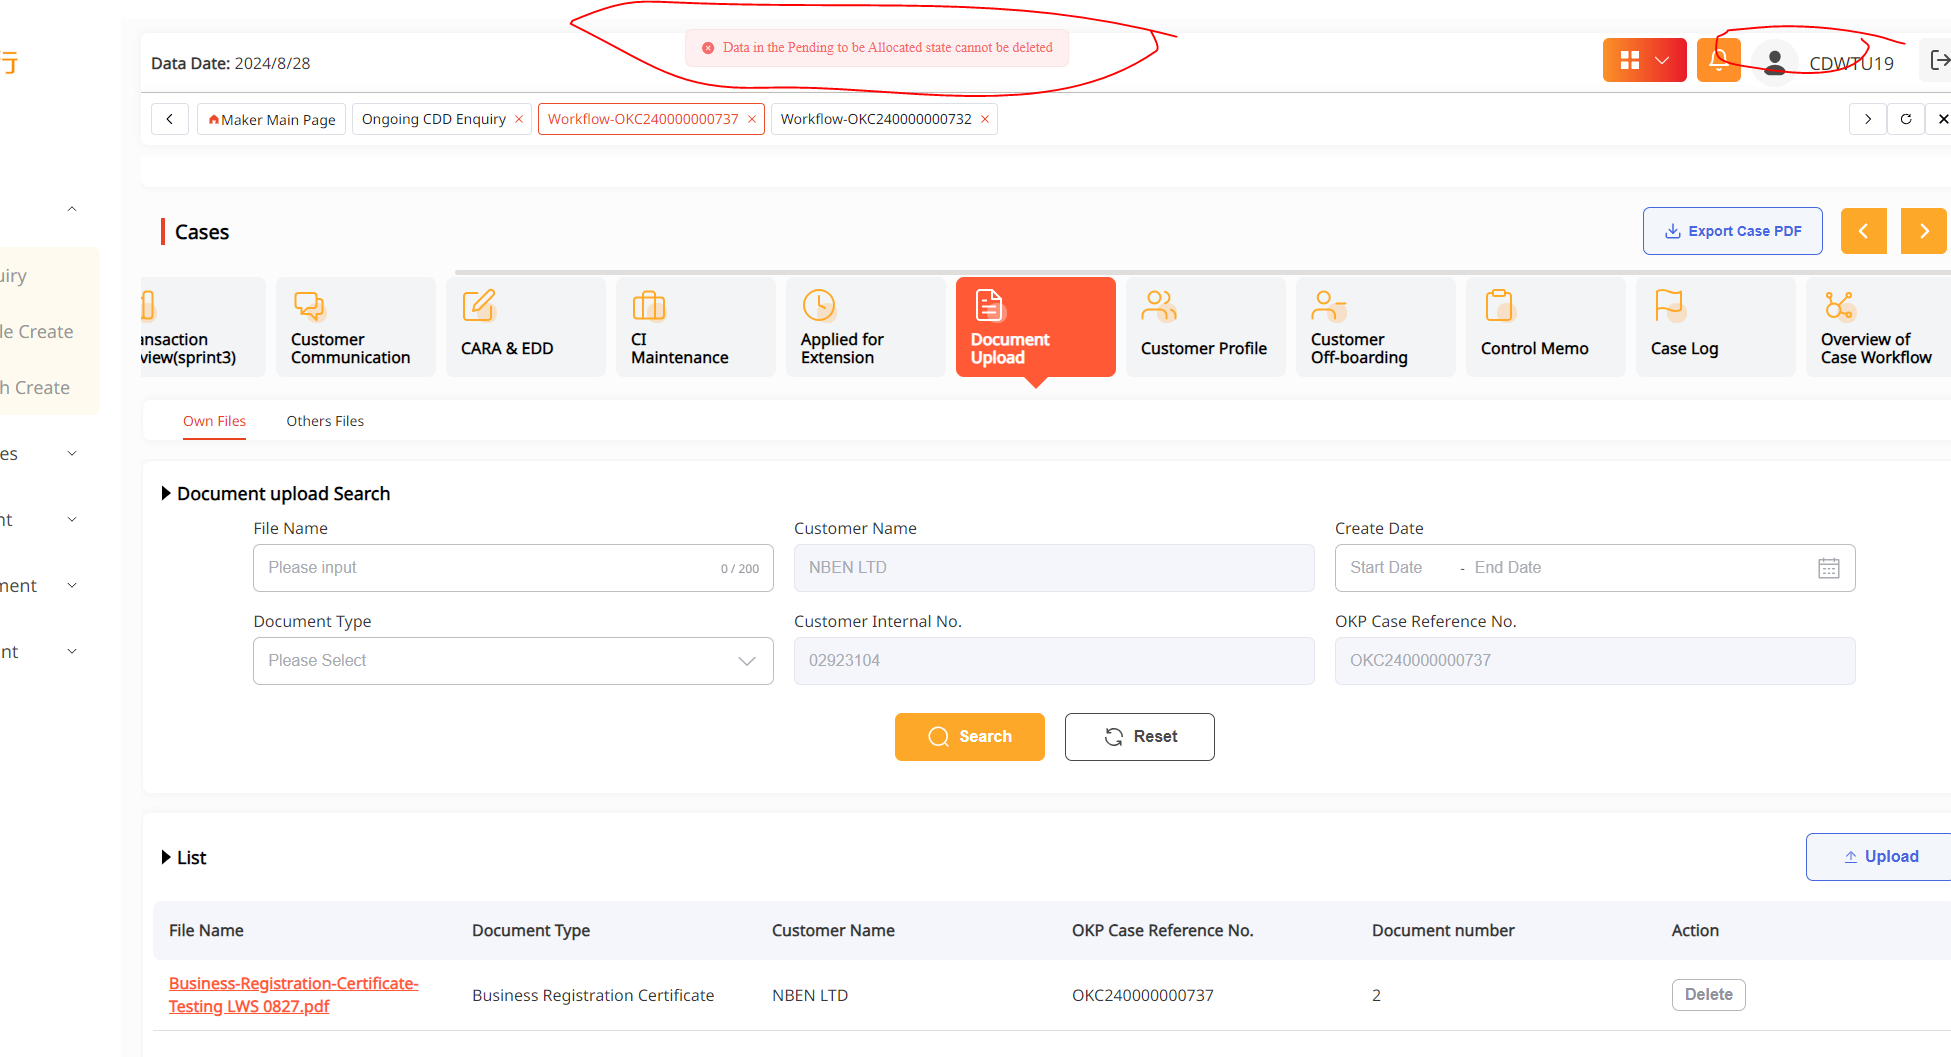 行
Data in the Pending to be Allocated state cannot be deleted
Data Date: 2024/8/28
CDWTU19
Maker Main Page
Ongoing CDD Enquiry
Workflow-OKC240000000737
Workflow-OKC240000000732
Cases
Export Case PDF
ansaction
view(sprint3)
Customer
Communication
CARA & EDD
CI
Maintenance
Applied for
Extension
Document
Upload
Customer Profile
Customer
Off-boarding
Control Memo
Case Log
Overview of
Case Workflow
uiry
le Create
h Create
es
nt
ment
nt
Own Files
Others Files
Document upload Search
File Name
Customer Name
Create Date
Please input
0 / 200
NBEN LTD
Start Date - End Date
Document Type
Customer Internal No.
OKP Case Reference No.
Please Select
02923104
OKC240000000737
Search
Reset
List
Upload
File Name
Document Type
Customer Name
OKP Case Reference No.
Document number
Action
Business-Registration-Certificate-
Testing LWS 0827.pdf
Business Registration Certificate
NBEN LTD
OKC240000000737
2
Delete